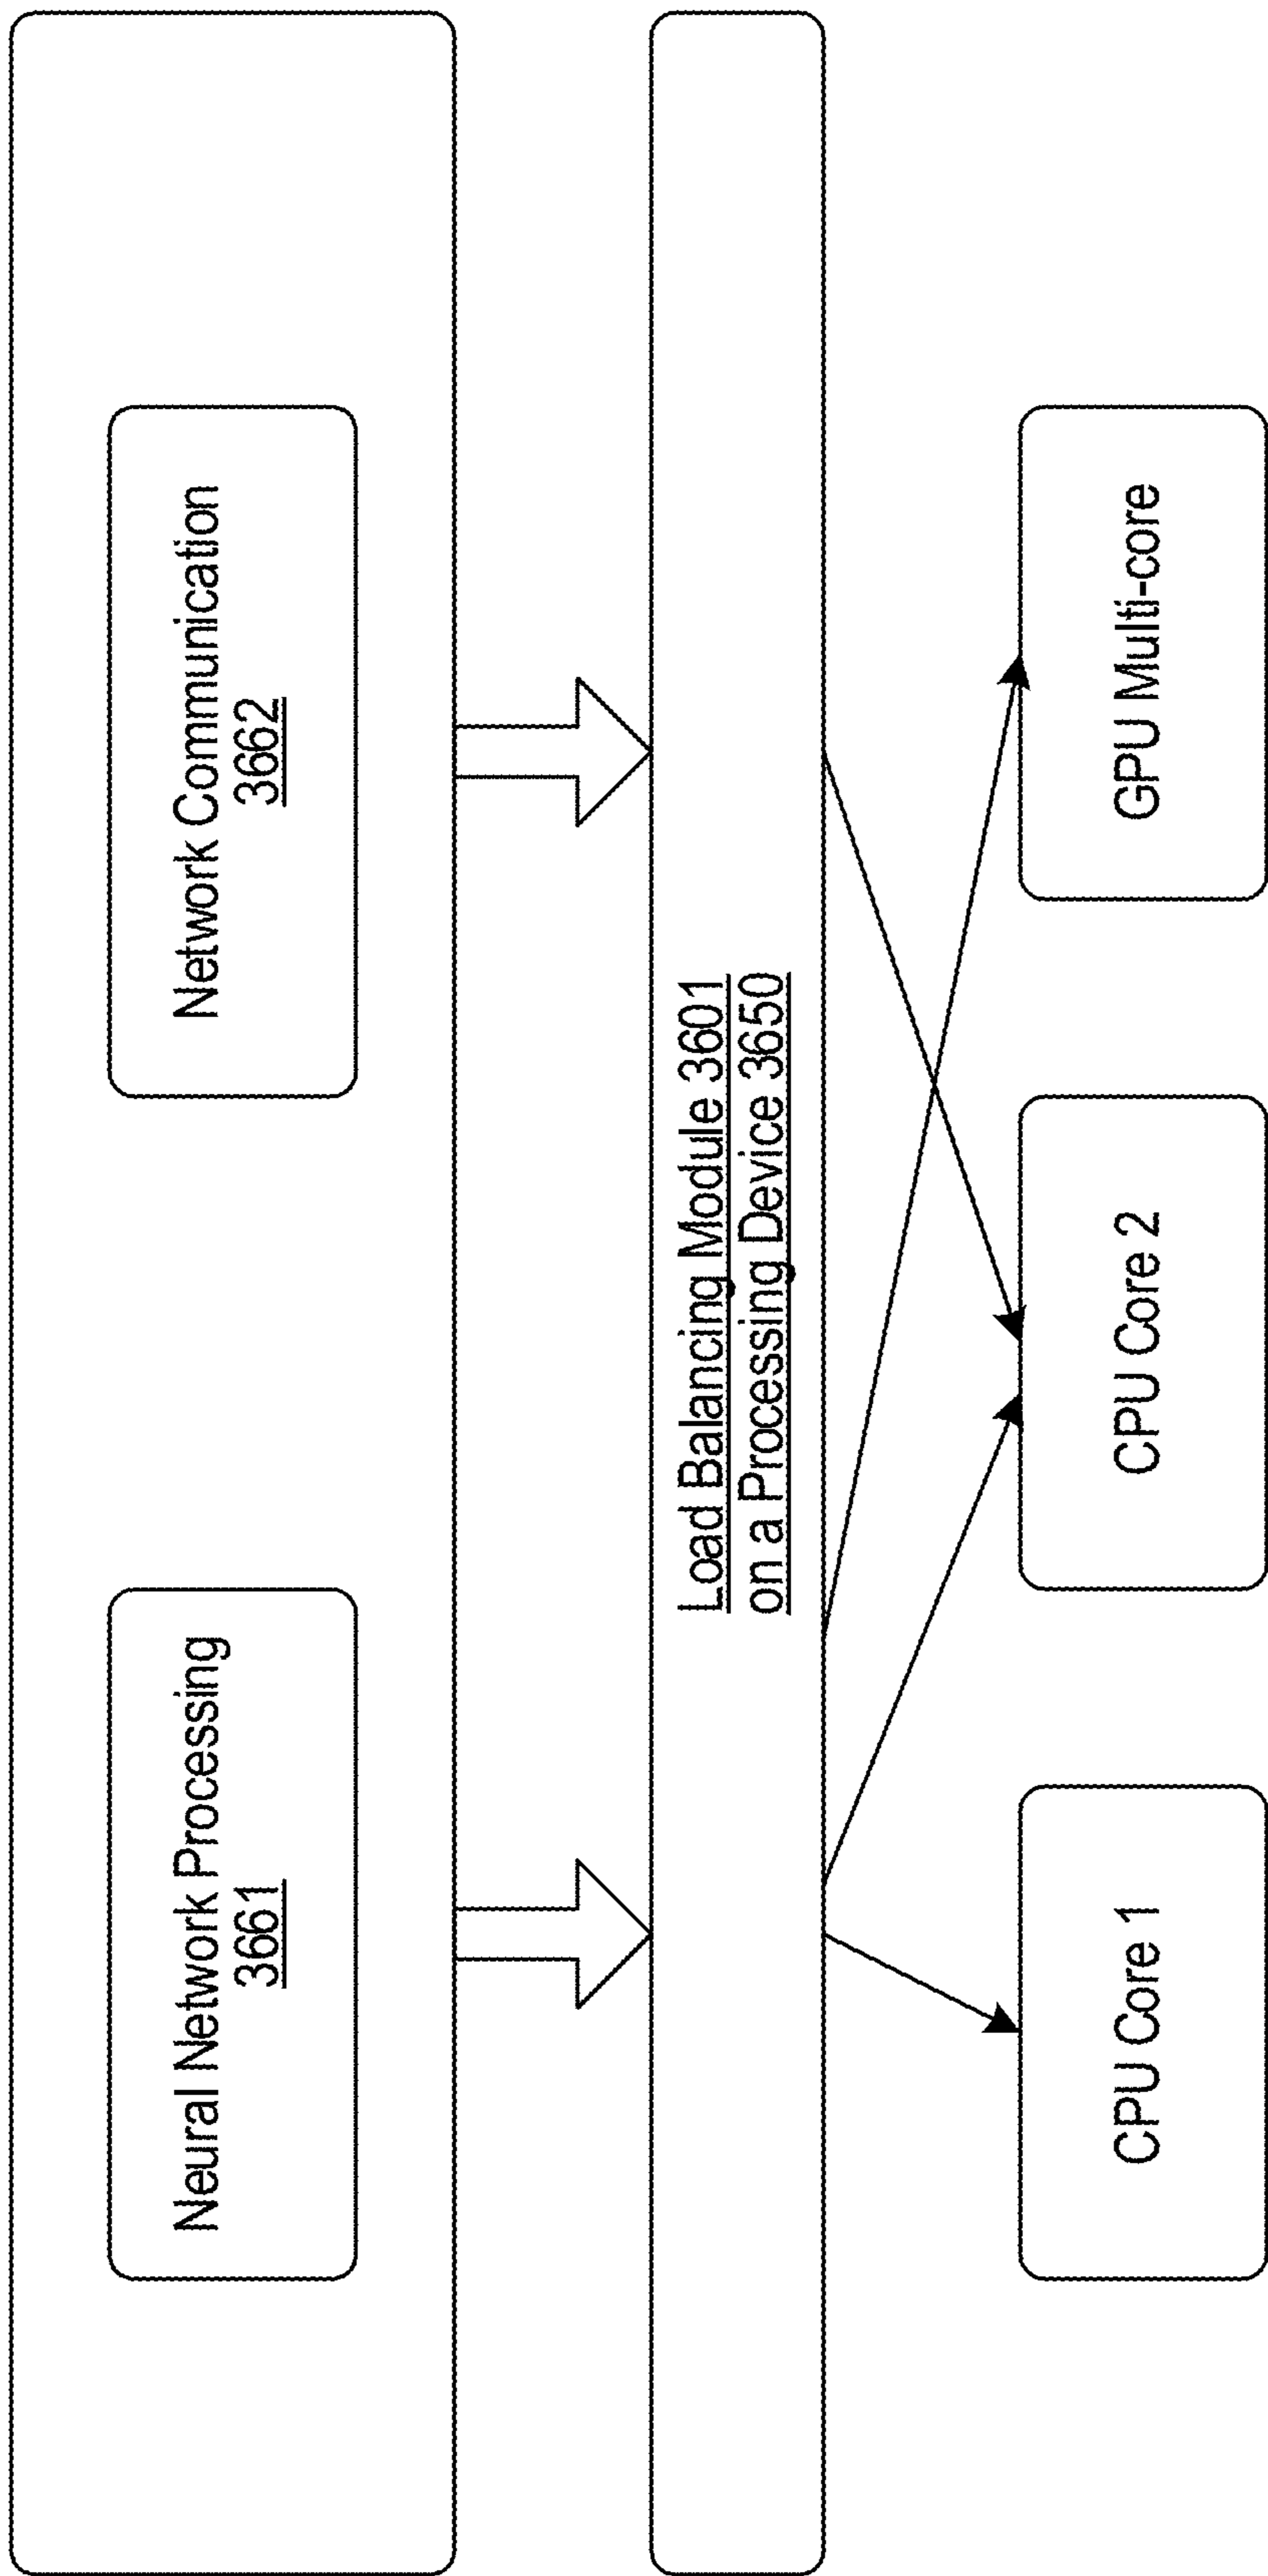 Neural Network Processing
3661
Network Communication
3662
Load Balancing Module 3601
on a Processing Device 3650
CPU Core 1
CPU Core 2
GPU Multi-core